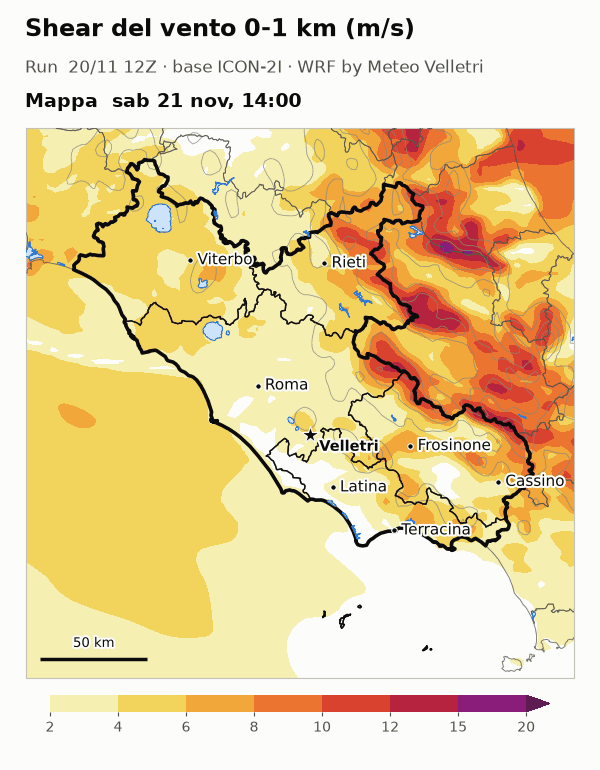 Shear del vento 0-1 km (m/s)
Run  20/11 12Z · base ICON-2I · WRF by Meteo Velletri
Mappa  sab 21 nov, 14:00
Viterbo
Rieti
Roma
Velletri
Frosinone
Latina
Cassino
Terracina
50 km
2 4 6 8 10 12 15 20